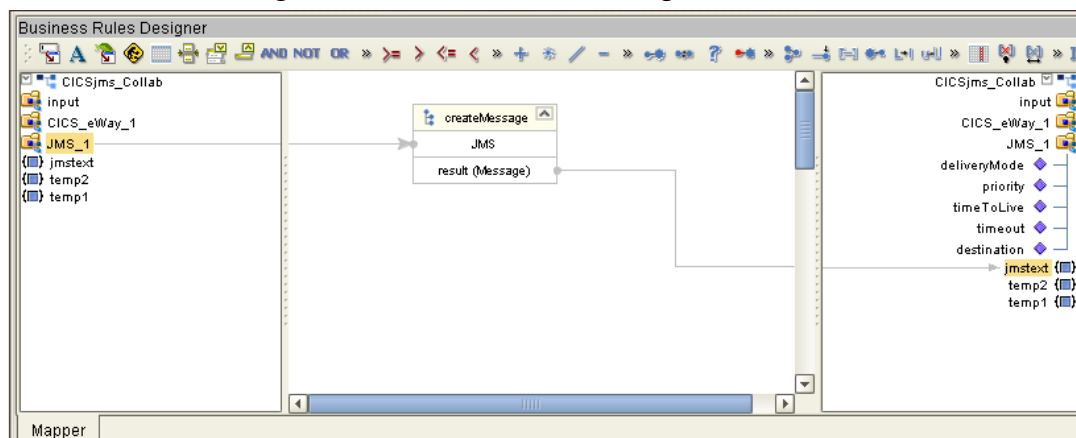 Business Rules Designer
AND NOT OR » >= > <= < » + * / - » ? » » »
CICSjms_Collab
input
CICS_eWay_1
JMS_1
jmstext
temp2
temp1
createMessage
JMS
result (Message)
CICSjms_Collab
input
CICS_eWay_1
JMS_1
deliveryMode
priority
timeToLive
timeout
destination
jmstext
temp2
temp1
Mapper